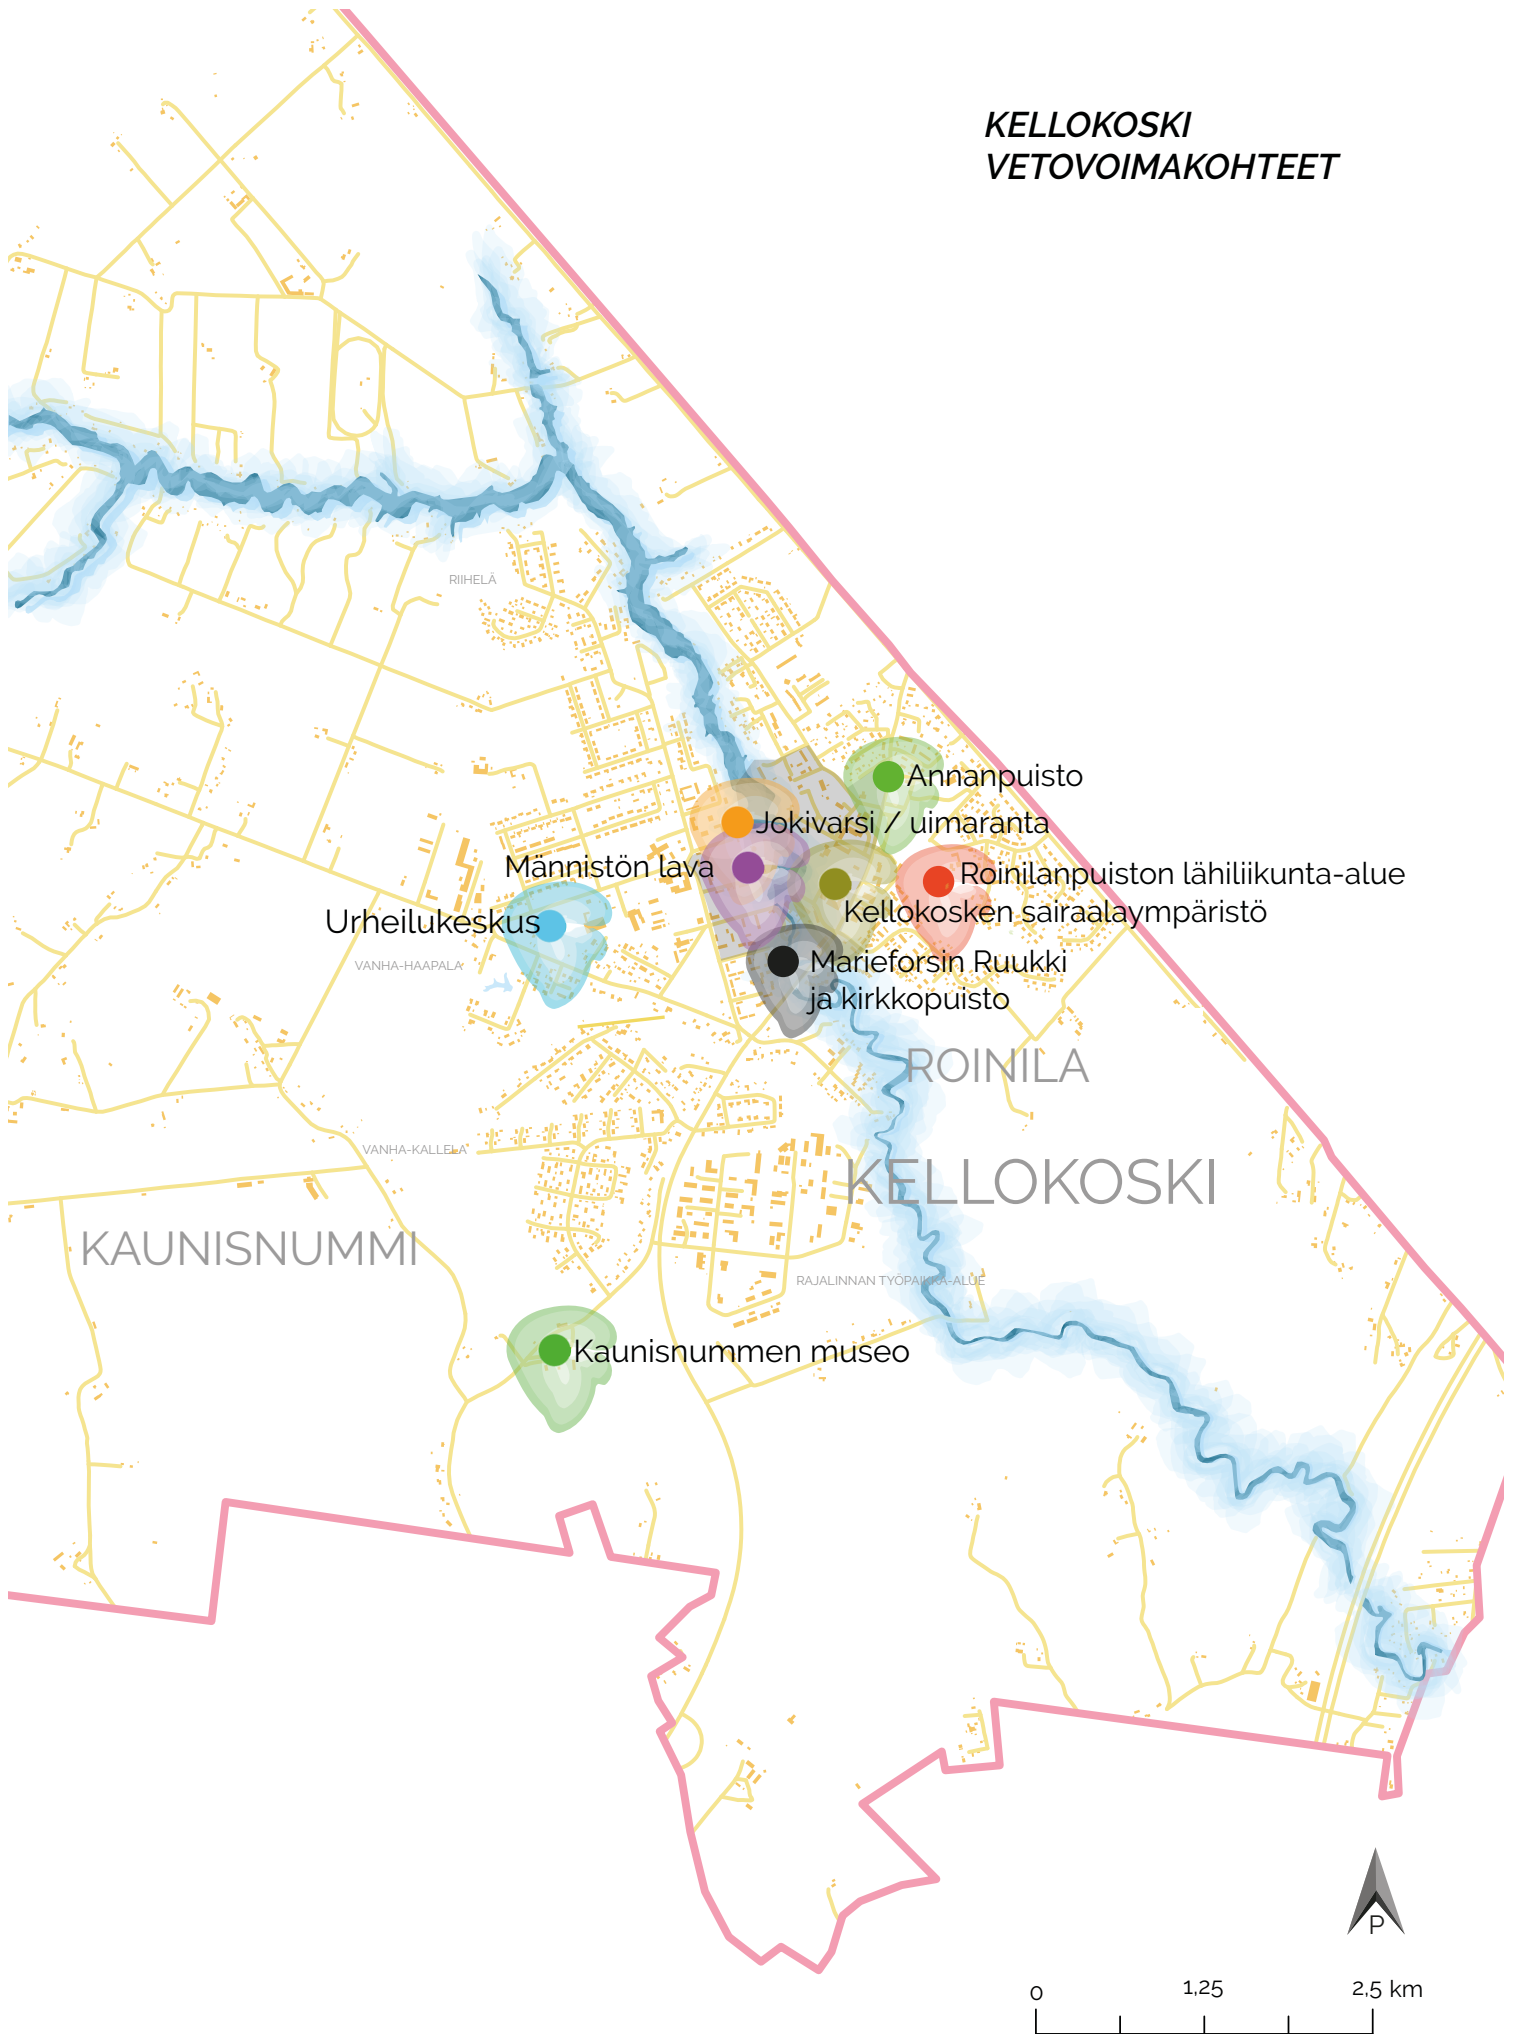 KELLOKOSKI
VETOVOIMAKOHTEET
RIIHELÄ
Annanpuisto
Jokivarsi / uimaranta
Männistön lava
Roinilanpuiston lähiliikunta-alue
Kellokosken sairaalaympäristö
Urheilukeskus
VANHA-HAAPALA
Marieforsin Ruukki
ja kirkkopuisto
ROINILA
VANHA-KALLELA
KELLOKOSKI
KAUNISNUMMI
RAJALINNAN TYÖPAIKKA-ALUE
Kaunisnummen museo
P
0 1,25 2,5 km